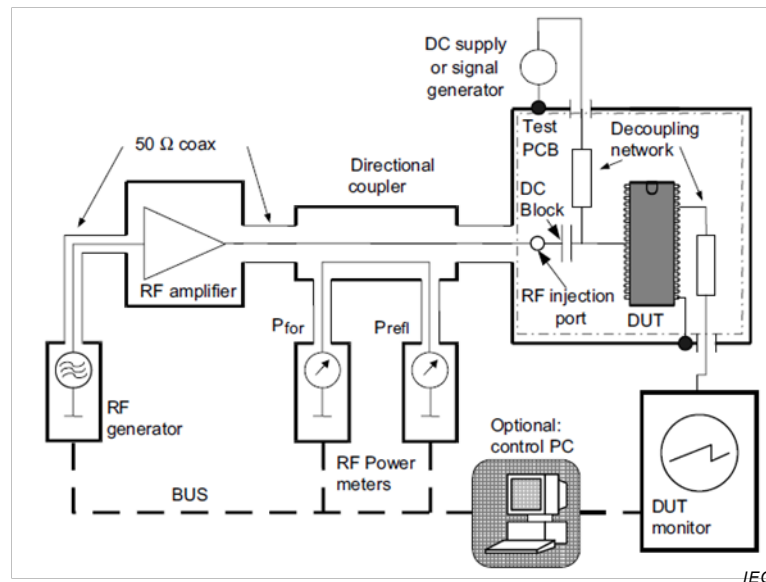 DC supply
or signal
generator
Test
PCB
Decoupling
network
50 Ω coax
Directional
coupler
DC
Block
RF amplifier
RF injection
port
DUT
Pfor
Prefl
RF
generator
RF Power
meters
Optional:
control PC
BUS
DUT
monitor
IEC